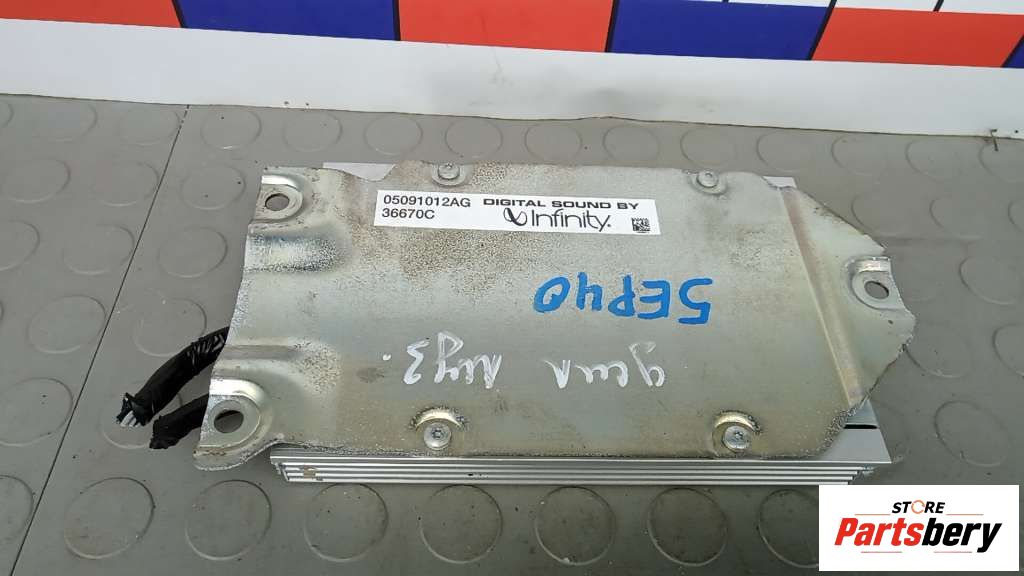 05091012AG DIGITAL SOUND BY
36670C Infinity.
5EP40
STORE
Partsbery